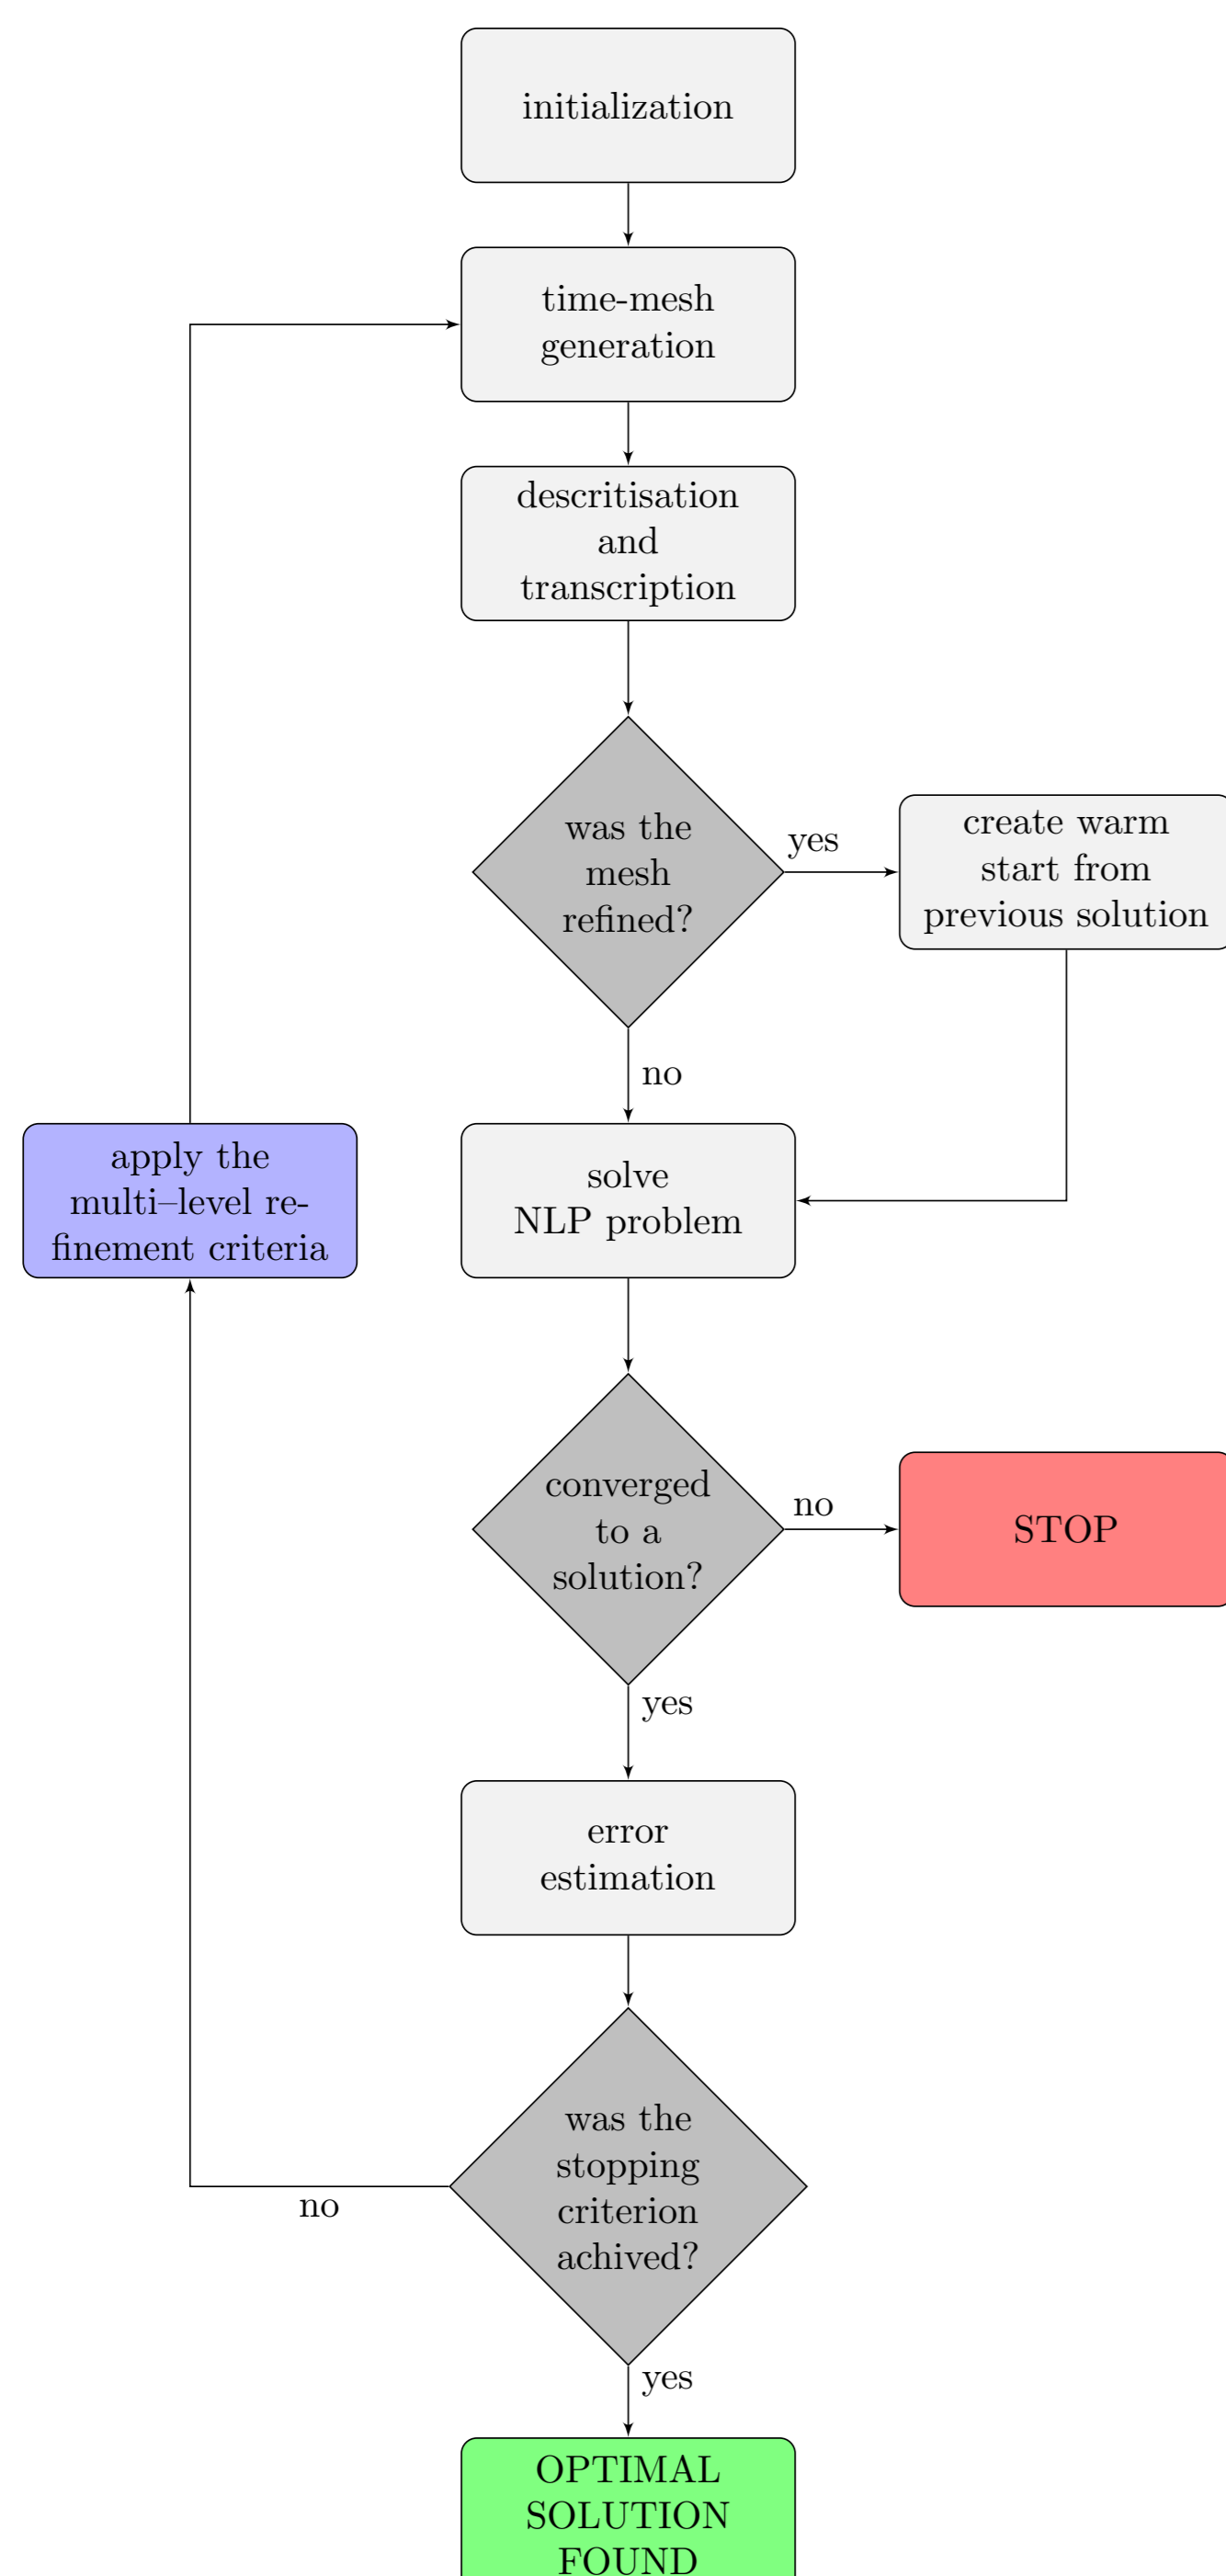 initialization
time-mesh
generation
descritisation
and
transcription
was the
mesh
refined?
yes
create warm
start from
previous solution
no
apply the
multi–level re-
finement criteria
solve
NLP problem
converged
to a
solution?
no
STOP
yes
error
estimation
was the
stopping
criterion
achived?
no
yes
OPTIMAL
SOLUTION
FOUND